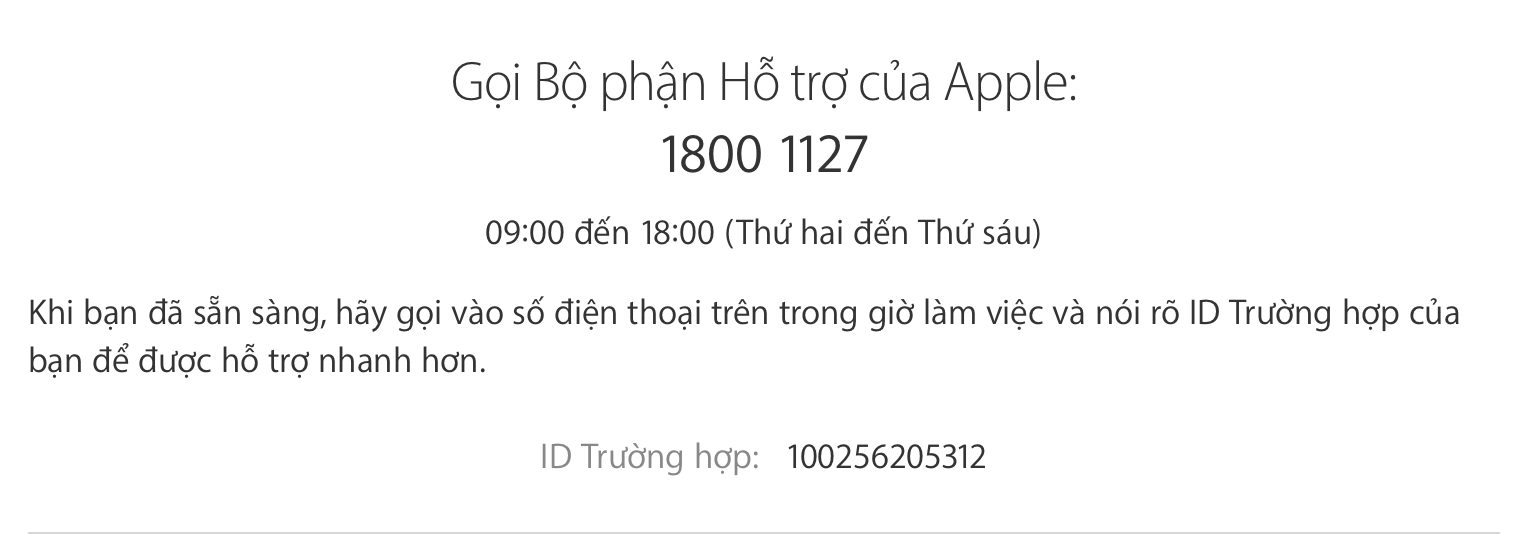 Gọi Bộ phận Hỗ trợ của Apple:
1800 1127
09:00 đến 18:00 (Thứ hai đến Thứ sáu)
Khi bạn đã sẵn sàng, hãy gọi vào số điện thoại trên trong giờ làm việc và nói rõ ID Trường hợp của
bạn để được hỗ trợ nhanh hơn.
ID Trường hợp: 100256205312